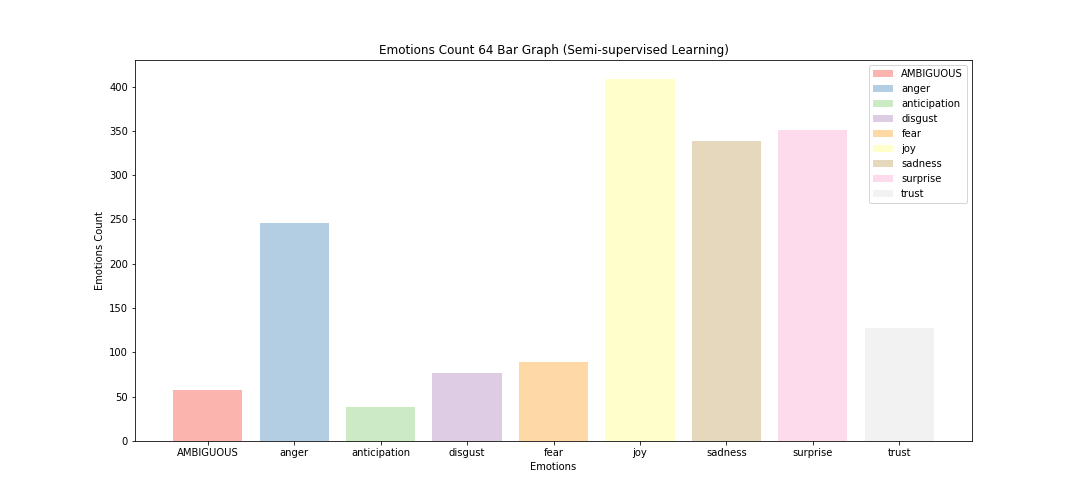 Emotions Count 64 Bar Graph (Semi-supervised Learning)
AMBIGUOUS
anger
anticipation
disgust
fear
joy
sadness
surprise
trust
400
350
300
250
200
150
100
50
0
Emotions Count
AMBIGUOUS anger anticipation disgust fear joy sadness surprise trust
Emotions